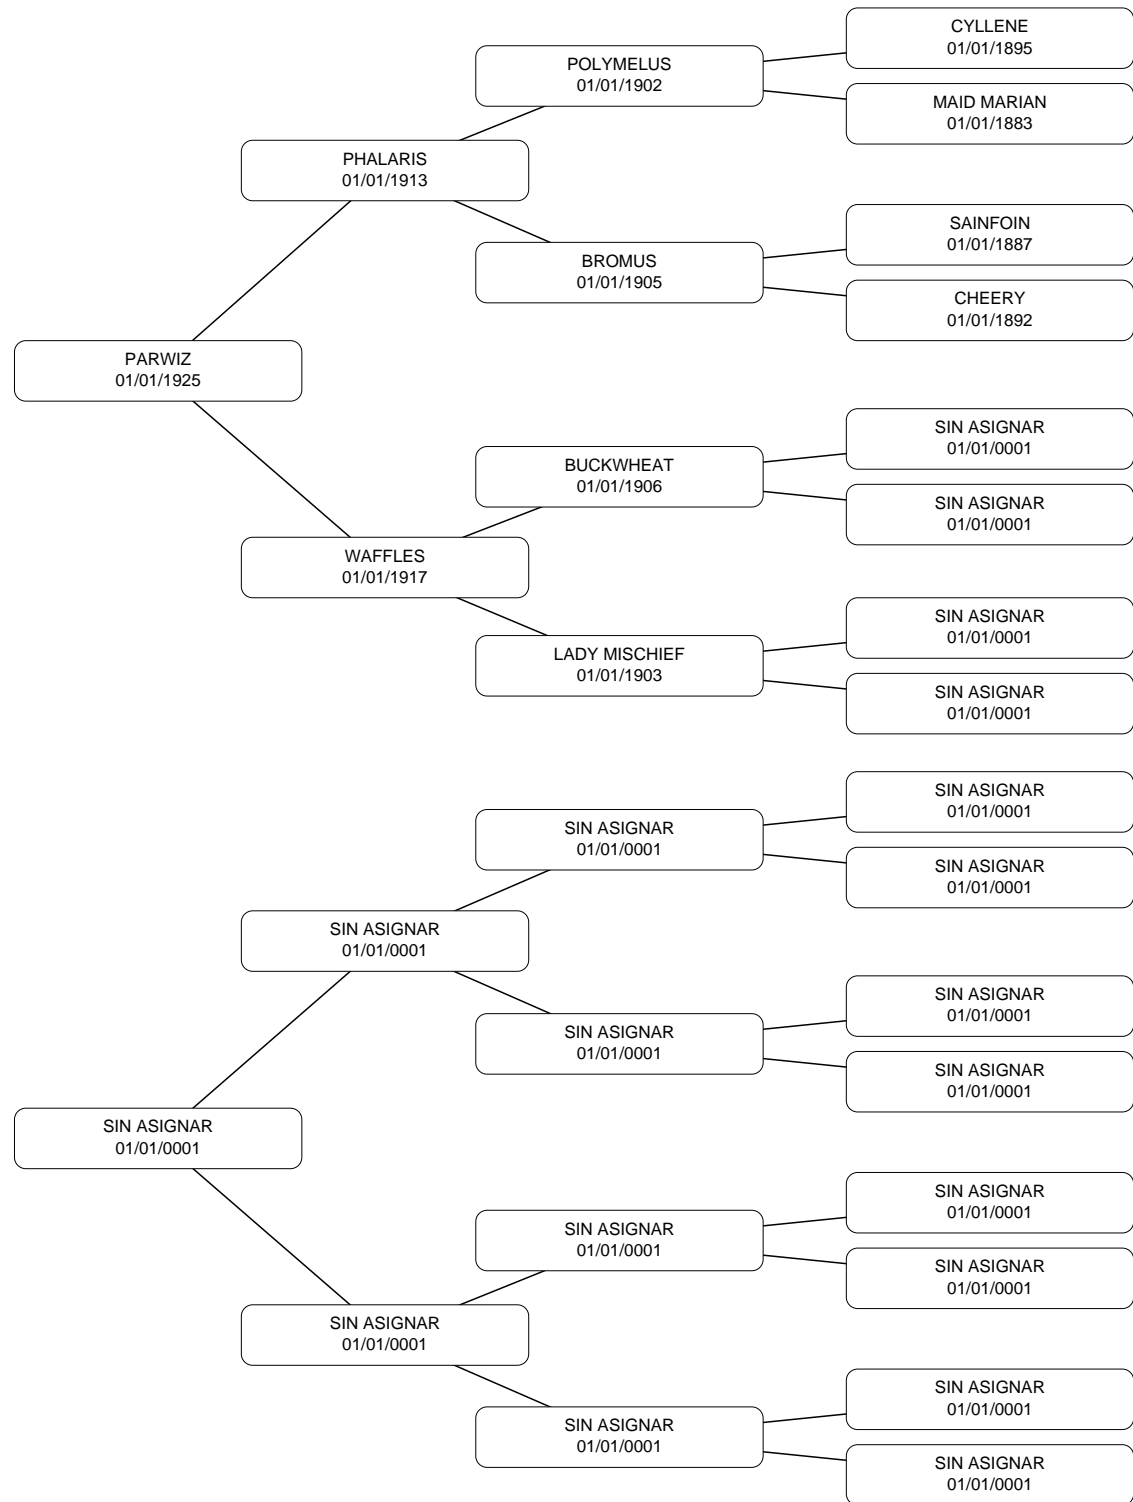 CYLLENE
01/01/1895
POLYMELUS
01/01/1902
MAID MARIAN
01/01/1883
PHALARIS
01/01/1913
SAINFOIN
01/01/1887
BROMUS
01/01/1905
CHEERY
01/01/1892
PARWIZ
01/01/1925
SIN ASIGNAR
01/01/0001
BUCKWHEAT
01/01/1906
SIN ASIGNAR
01/01/0001
WAFFLES
01/01/1917
SIN ASIGNAR
01/01/0001
LADY MISCHIEF
01/01/1903
SIN ASIGNAR
01/01/0001
SIN ASIGNAR
01/01/0001
SIN ASIGNAR
01/01/0001
SIN ASIGNAR
01/01/0001
SIN ASIGNAR
01/01/0001
SIN ASIGNAR
01/01/0001
SIN ASIGNAR
01/01/0001
SIN ASIGNAR
01/01/0001
SIN ASIGNAR
01/01/0001
SIN ASIGNAR
01/01/0001
SIN ASIGNAR
01/01/0001
SIN ASIGNAR
01/01/0001
SIN ASIGNAR
01/01/0001
SIN ASIGNAR
01/01/0001
SIN ASIGNAR
01/01/0001
SIN ASIGNAR
01/01/0001